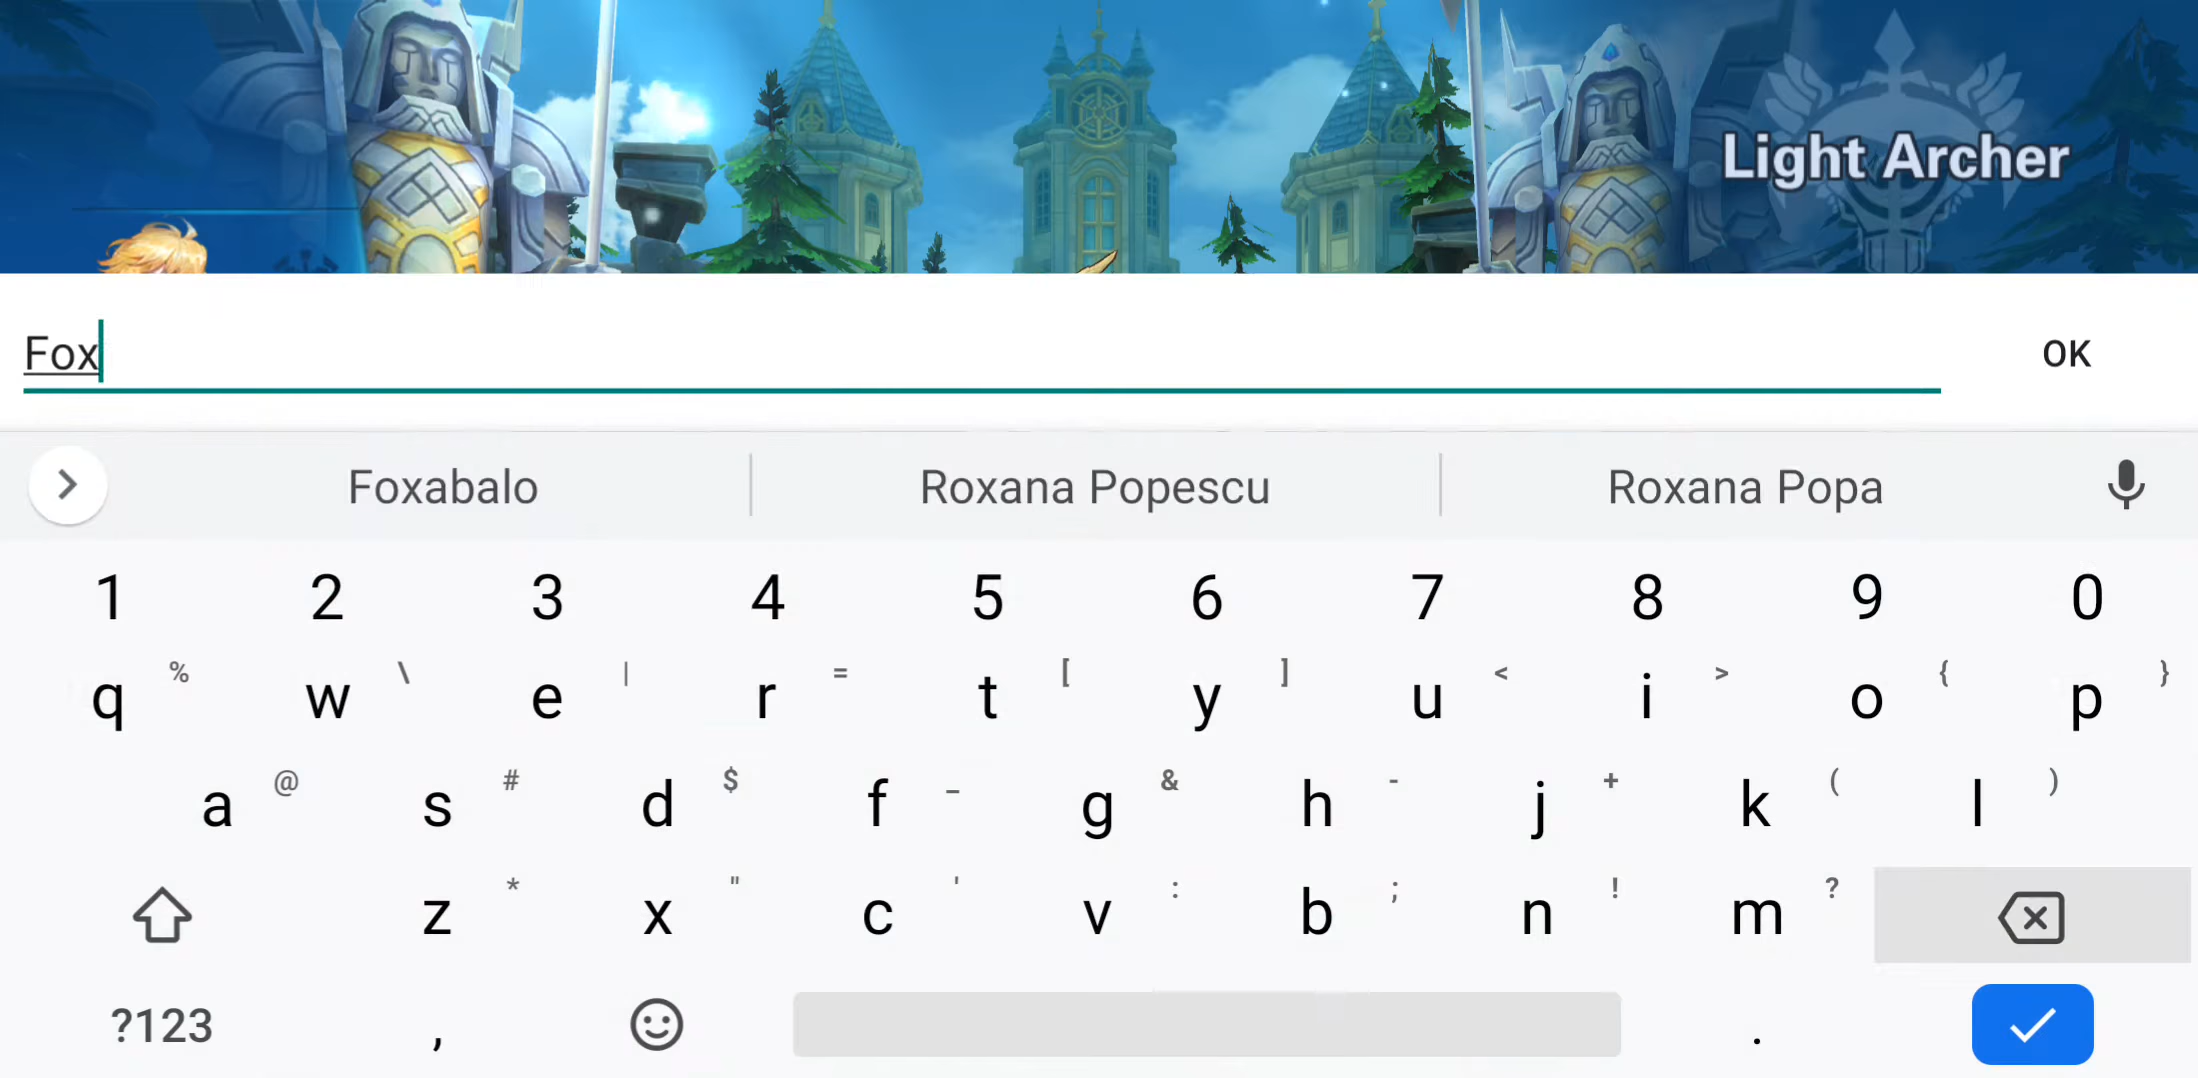 Light Archer
Fox
OK
Foxabalo Roxana Popescu Roxana Popa
1 2 3 4 5 6 7 8 9 0
q % w \ e | r = t [ y ] u < i > o { p }
a @ s # d $ f _ g & h - j + k ( l )
z * x " c ' v : b ; n ! m ?
?123 , .